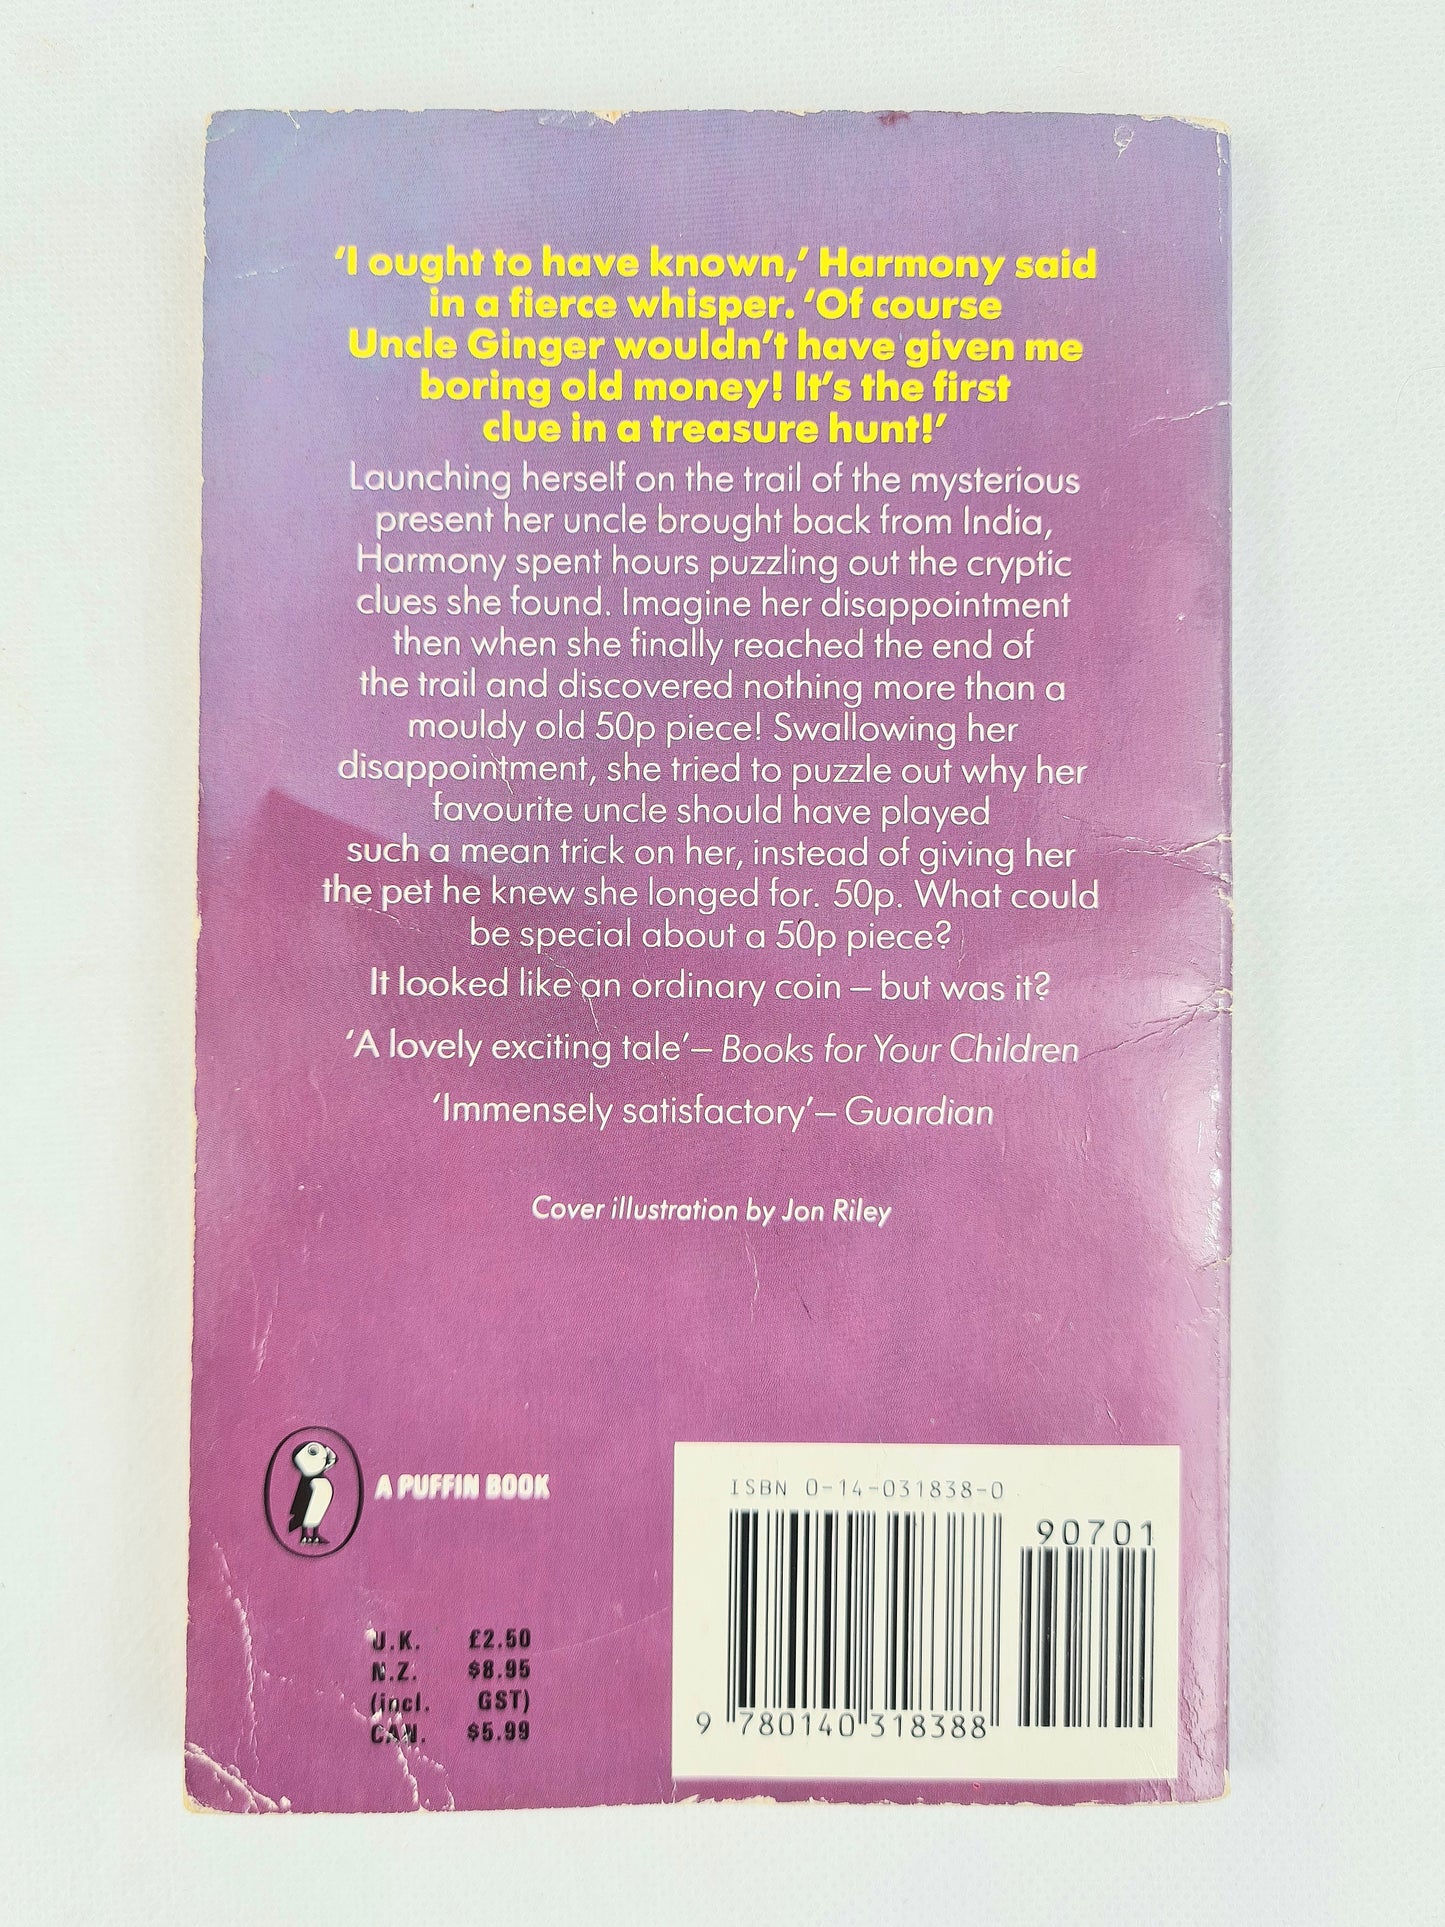 ‘I ought to have known,’ Harmony said
in a fierce whisper. ‘Of course
Uncle Ginger wouldn’t have given me
boring old money! It’s the first
clue in a treasure hunt!’
Launching herself on the trail of the mysterious
present her uncle brought back from India,
Harmony spent hours puzzling out the cryptic
clues she found. Imagine her disappointment
then when she finally reached the end of
the trail and discovered nothing more than a
mouldy old 50p piece! Swallowing her
disappointment, she tried to puzzle out why her
favourite uncle should have played
such a mean trick on her, instead of giving her
the pet he knew she longed for. 50p. What could
be special about a 50p piece?
It looked like an ordinary coin – but was it?
‘A lovely exciting tale’ – Books for Your Children
‘Immensely satisfactory’ – Guardian
Cover illustration by Jon Riley
A PUFFIN BOOK
U.K. £2.50
N.Z. $8.95
(incl. GST)
CAN. $5.99
ISBN 0-14-031838-0
90701
9 780140 318388